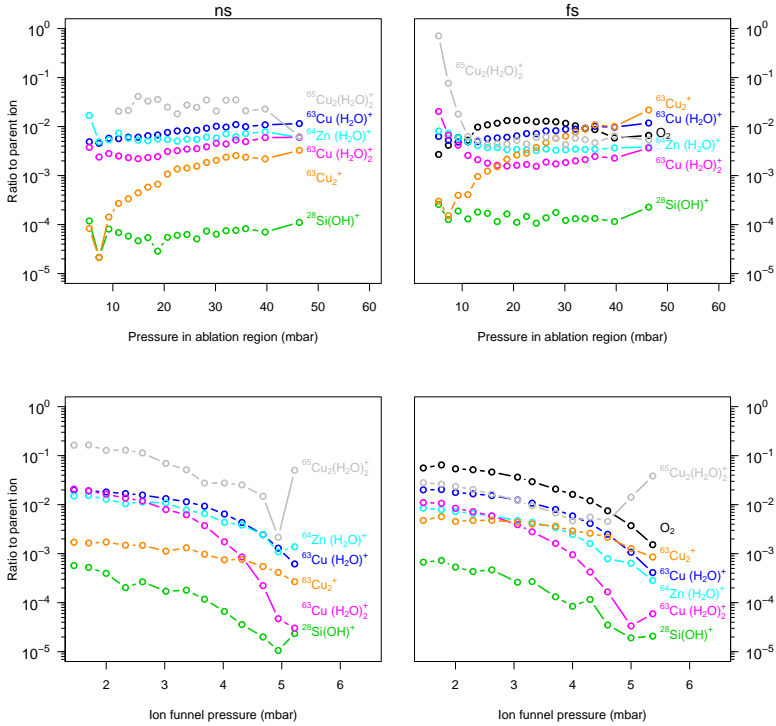 ns
fs
10⁰
10⁻¹
10⁻²
10⁻³
10⁻⁴
10⁻⁵
Ratio to parent ion
⁶⁵Cu₂(H₂O)₂⁺
⁶³Cu (H₂O)⁺
⁶⁴Zn (H₂O)⁺
⁶³Cu (H₂O)₂⁺
⁶³Cu₂⁺
²⁸Si(OH)⁺
10 20 30 40 50 60
Pressure in ablation region (mbar)
⁶⁵Cu₂(H₂O)₂⁺
⁶³Cu₂⁺
⁶³Cu (H₂O)⁺
O₂
⁶⁴Zn (H₂O)⁺
⁶³Cu (H₂O)₂⁺
²⁸Si(OH)⁺
10⁰
10⁻¹
10⁻²
10⁻³
10⁻⁴
10⁻⁵
10 20 30 40 50 60
Pressure in ablation region (mbar)
10⁰
10⁻¹
10⁻²
10⁻³
10⁻⁴
10⁻⁵
Ratio to parent ion
⁶⁵Cu₂(H₂O)₂⁺
⁶⁴Zn (H₂O)⁺
⁶³Cu (H₂O)⁺
⁶³Cu₂⁺
⁶³Cu (H₂O)₂⁺
²⁸Si(OH)⁺
2 3 4 5 6
Ion funnel pressure (mbar)
⁶⁵Cu₂(H₂O)₂⁺
O₂
⁶³Cu₂⁺
⁶³Cu (H₂O)⁺
⁶⁴Zn (H₂O)⁺
⁶³Cu (H₂O)₂⁺
²⁸Si(OH)⁺
10⁰
10⁻¹
10⁻²
10⁻³
10⁻⁴
10⁻⁵
2 3 4 5 6
Ion funnel pressure (mbar)